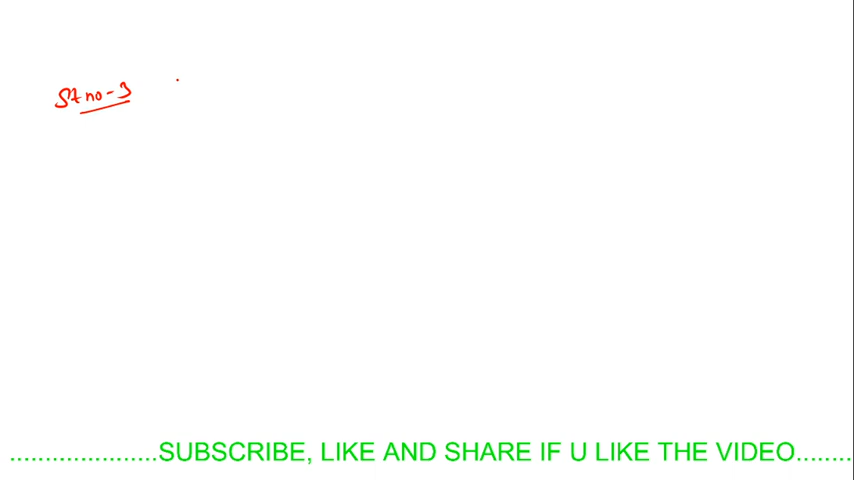 St no-3
.....................SUBSCRIBE, LIKE AND SHARE IF U LIKE THE VIDEO........